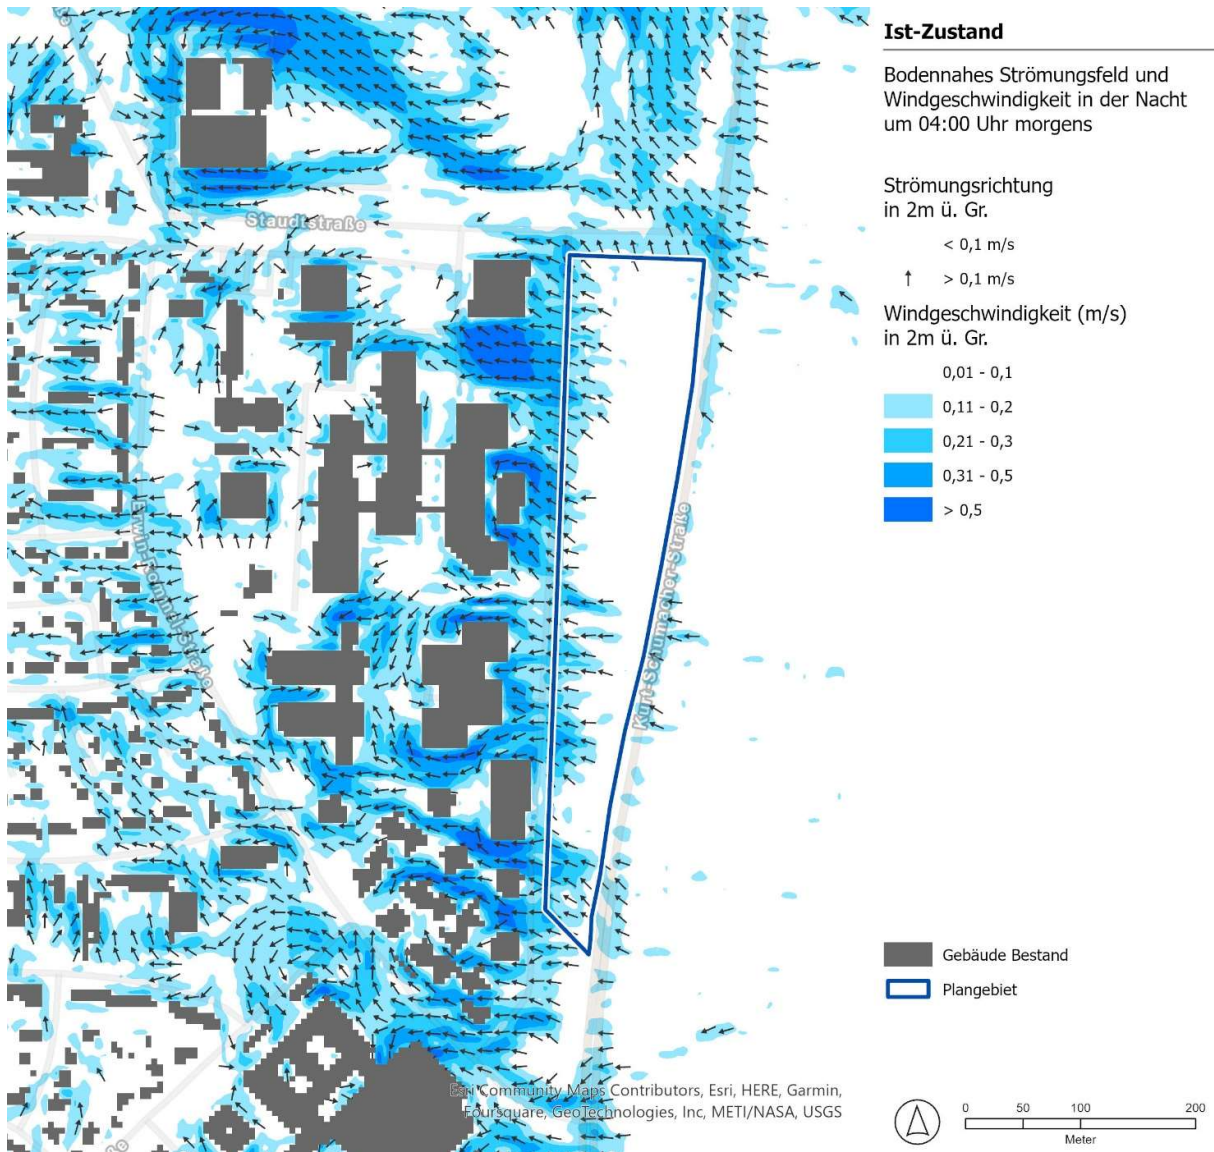 Ist-Zustand
Bodennahes Strömungsfeld und
Windgeschwindigkeit in der Nacht
um 04:00 Uhr morgens
Strömungsrichtung
in 2m ü. Gr.
< 0,1 m/s
> 0,1 m/s
Windgeschwindigkeit (m/s)
in 2m ü. Gr.
0,01 - 0,1
0,11 - 0,2
0,21 - 0,3
0,31 - 0,5
> 0,5
Gebäude Bestand
Plangebiet
0 50 100 200
Meter
Staudtstraße
Erwin-Rommel-Straße
Kurt-Schumacher-Straße
Esri Community Maps Contributors, Esri, HERE, Garmin,
Foursquare, GeoTechnologies, Inc, METI/NASA, USGS